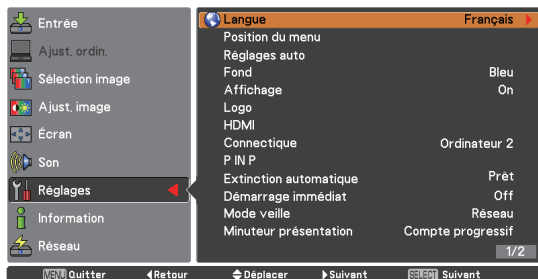 Entrée
Ajust. ordin.
Sélection image
Ajust. image
Écran
Son
Réglages
Information
Réseau
Langue Français
Position du menu
Réglages auto
Fond Bleu
Affichage On
Logo
HDMI
Connectique Ordinateur 2
P IN P
Extinction automatique Prêt
Démarrage immédiat Off
Mode veille Réseau
Minuteur présentation Compte progressif
1/2
MENU Quitter Retour Déplacer Suivant SELECT Suivant